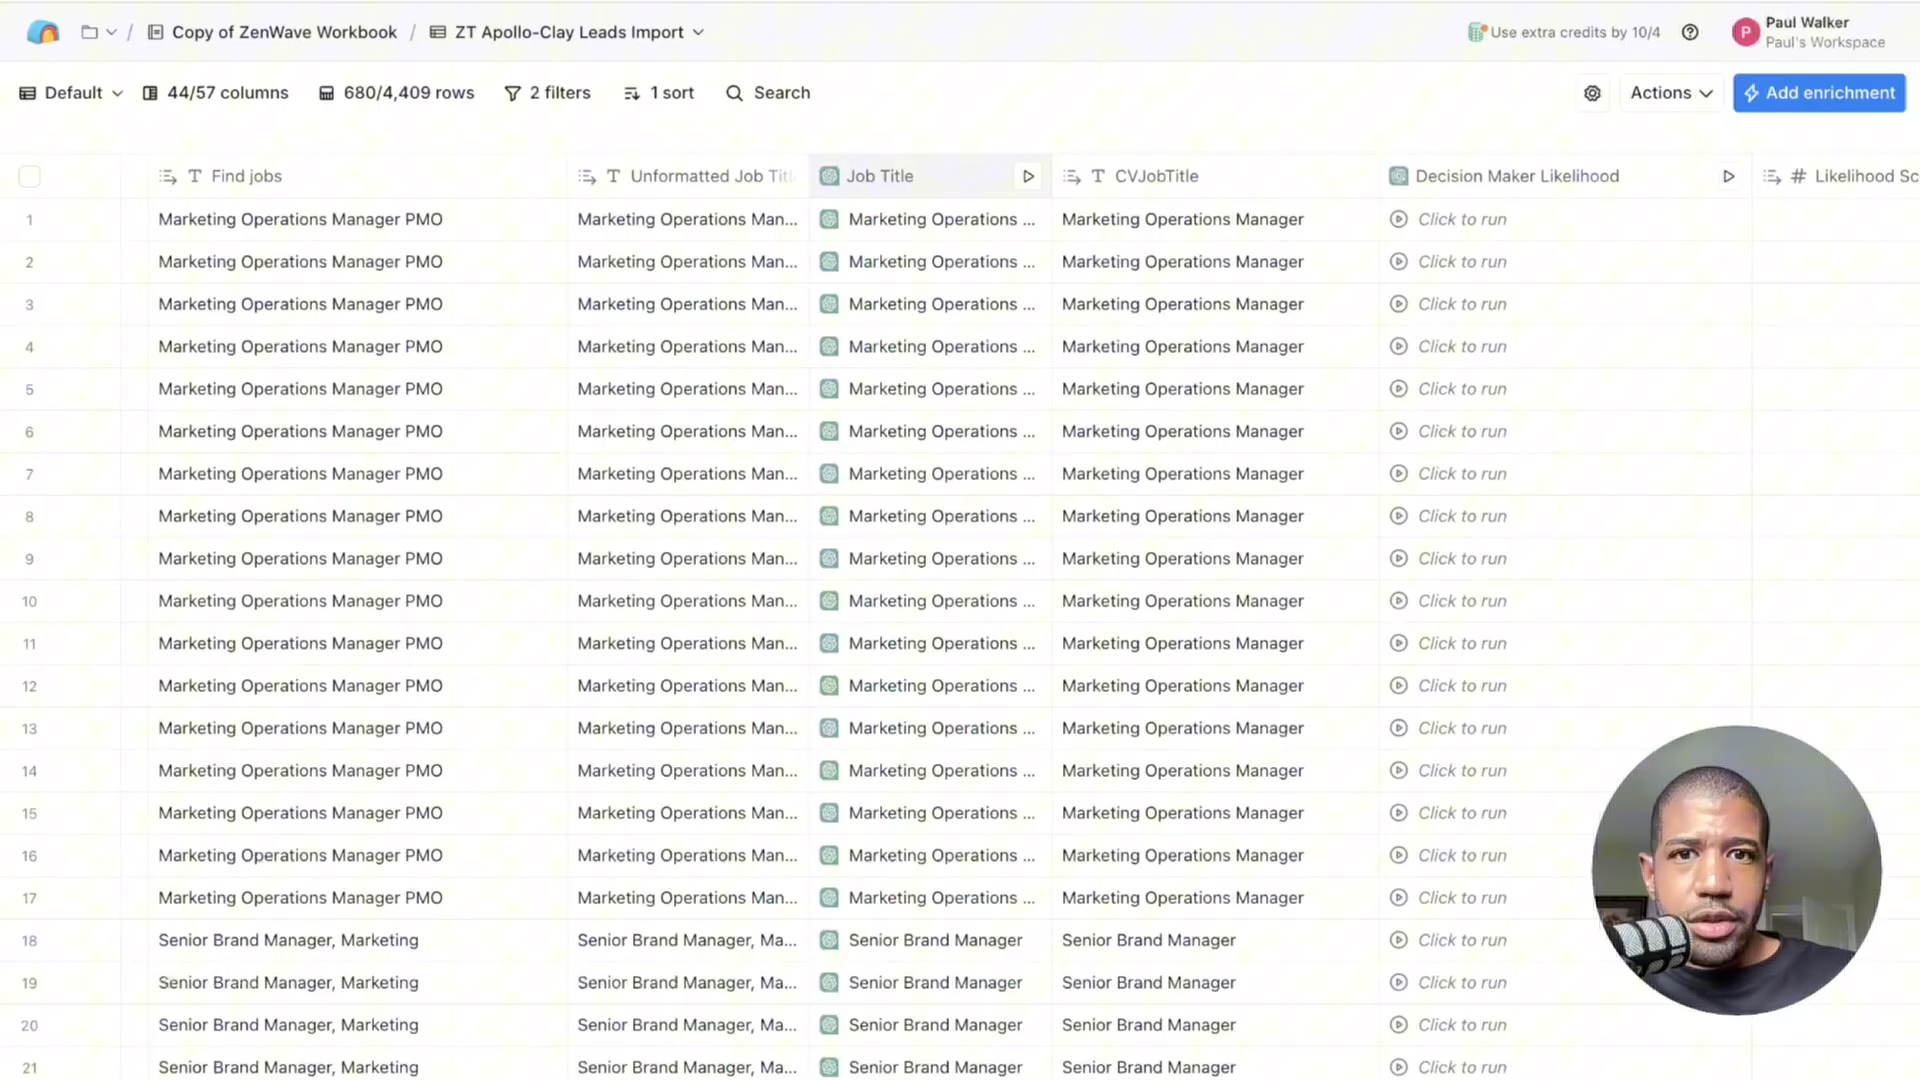 Copy of ZenWave Workbook / ZT Apollo-Clay Leads Import
Use extra credits by 10/4
P
Paul Walker
Paul's Workspace
Default 44/57 columns 680/4,409 rows 2 filters 1 sort Search
Actions Add enrichment
Find jobs Unformatted Job Titl Job Title CVJobTitle Decision Maker Likelihood # Likelihood Sc
1 Marketing Operations Manager PMO Marketing Operations Man... Marketing Operations ... Marketing Operations Manager Click to run
2 Marketing Operations Manager PMO Marketing Operations Man... Marketing Operations ... Marketing Operations Manager Click to run
3 Marketing Operations Manager PMO Marketing Operations Man... Marketing Operations ... Marketing Operations Manager Click to run
4 Marketing Operations Manager PMO Marketing Operations Man... Marketing Operations ... Marketing Operations Manager Click to run
5 Marketing Operations Manager PMO Marketing Operations Man... Marketing Operations ... Marketing Operations Manager Click to run
6 Marketing Operations Manager PMO Marketing Operations Man... Marketing Operations ... Marketing Operations Manager Click to run
7 Marketing Operations Manager PMO Marketing Operations Man... Marketing Operations ... Marketing Operations Manager Click to run
8 Marketing Operations Manager PMO Marketing Operations Man... Marketing Operations ... Marketing Operations Manager Click to run
9 Marketing Operations Manager PMO Marketing Operations Man... Marketing Operations ... Marketing Operations Manager Click to run
10 Marketing Operations Manager PMO Marketing Operations Man... Marketing Operations ... Marketing Operations Manager Click to run
11 Marketing Operations Manager PMO Marketing Operations Man... Marketing Operations ... Marketing Operations Manager Click to run
12 Marketing Operations Manager PMO Marketing Operations Man... Marketing Operations ... Marketing Operations Manager Click to run
13 Marketing Operations Manager PMO Marketing Operations Man... Marketing Operations ... Marketing Operations Manager Click to run
14 Marketing Operations Manager PMO Marketing Operations Man... Marketing Operations ... Marketing Operations Manager Click to run
15 Marketing Operations Manager PMO Marketing Operations Man... Marketing Operations ... Marketing Operations Manager Click to run
16 Marketing Operations Manager PMO Marketing Operations Man... Marketing Operations ... Marketing Operations Manager Click to run
17 Marketing Operations Manager PMO Marketing Operations Man... Marketing Operations ... Marketing Operations Manager Click to run
18 Senior Brand Manager, Marketing Senior Brand Manager, Ma... Senior Brand Manager Senior Brand Manager Click to run
19 Senior Brand Manager, Marketing Senior Brand Manager, Ma... Senior Brand Manager Senior Brand Manager Click to run
20 Senior Brand Manager, Marketing Senior Brand Manager, Ma... Senior Brand Manager Senior Brand Manager Click to run
21 Senior Brand Manager, Marketing Senior Brand Manager, Ma... Senior Brand Manager Senior Brand Manager Click to run